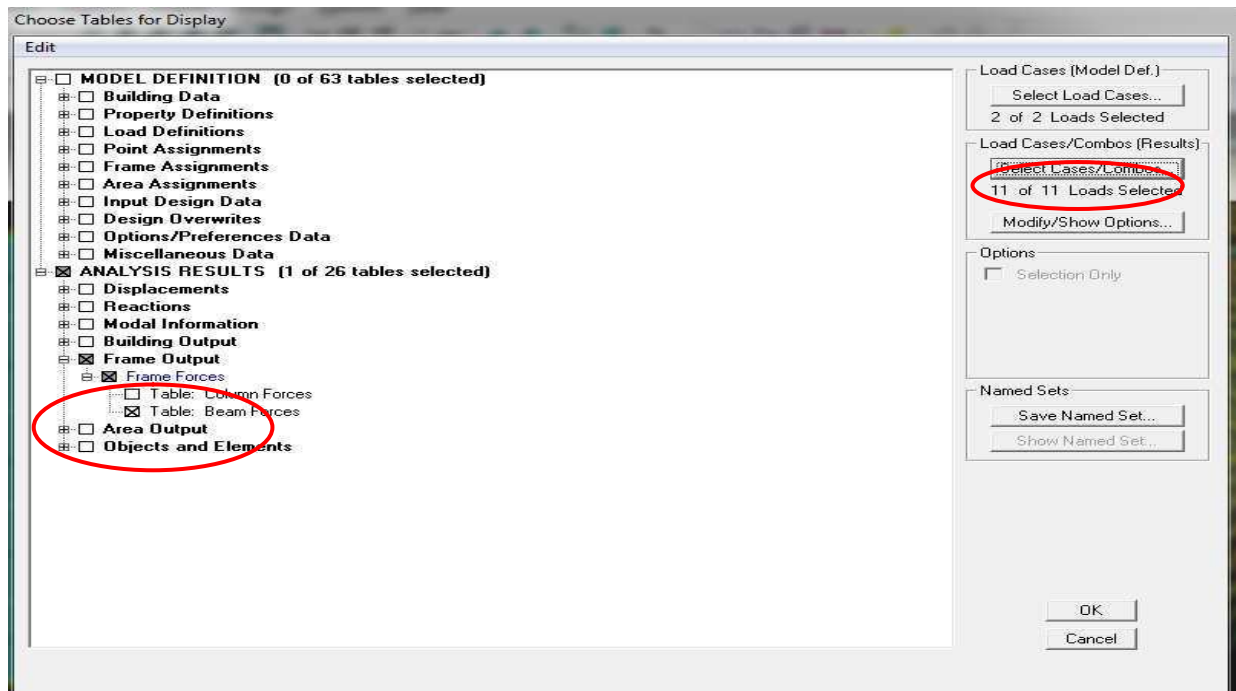 Choose Tables for Display
Edit
MODEL DEFINITION (0 of 63 tables selected)
Building Data
Property Definitions
Load Definitions
Point Assignments
Frame Assignments
Area Assignments
Input Design Data
Design Overwrites
Options/Preferences Data
Miscellaneous Data
ANALYSIS RESULTS (1 of 26 tables selected)
Displacements
Reactions
Modal Information
Building Output
Frame Output
Frame Forces
Table: Column Forces
Table: Beam Forces
Area Output
Objects and Elements
Load Cases (Model Def.)
Select Load Cases...
2 of 2 Loads Selected
Load Cases/Combos (Results)
Select Cases/Combos...
11 of 11 Loads Selected
Modify/Show Options...
Options
Selection Only
Named Sets
Save Named Set...
Show Named Set...
OK
Cancel